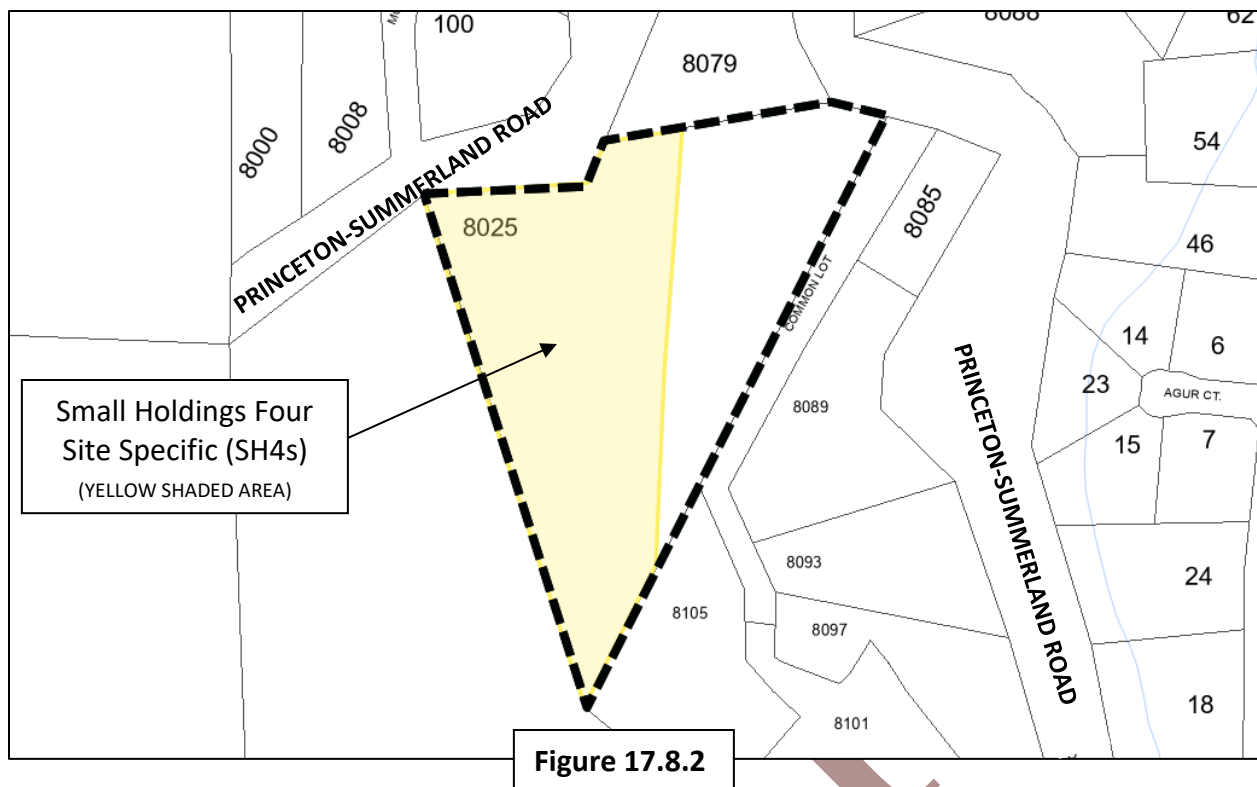 100
8088
62
8079
8000
8008
PRINCETON-SUMMERLAND ROAD
54
8025
8085
46
COMMON LOT
14
6
23
AGUR CT.
Small Holdings Four
Site Specific (SH4s)
(YELLOW SHADED AREA)
8089
15
7
PRINCETON-SUMMERLAND ROAD
8093
24
8105
8097
18
8101
Figure 17.8.2